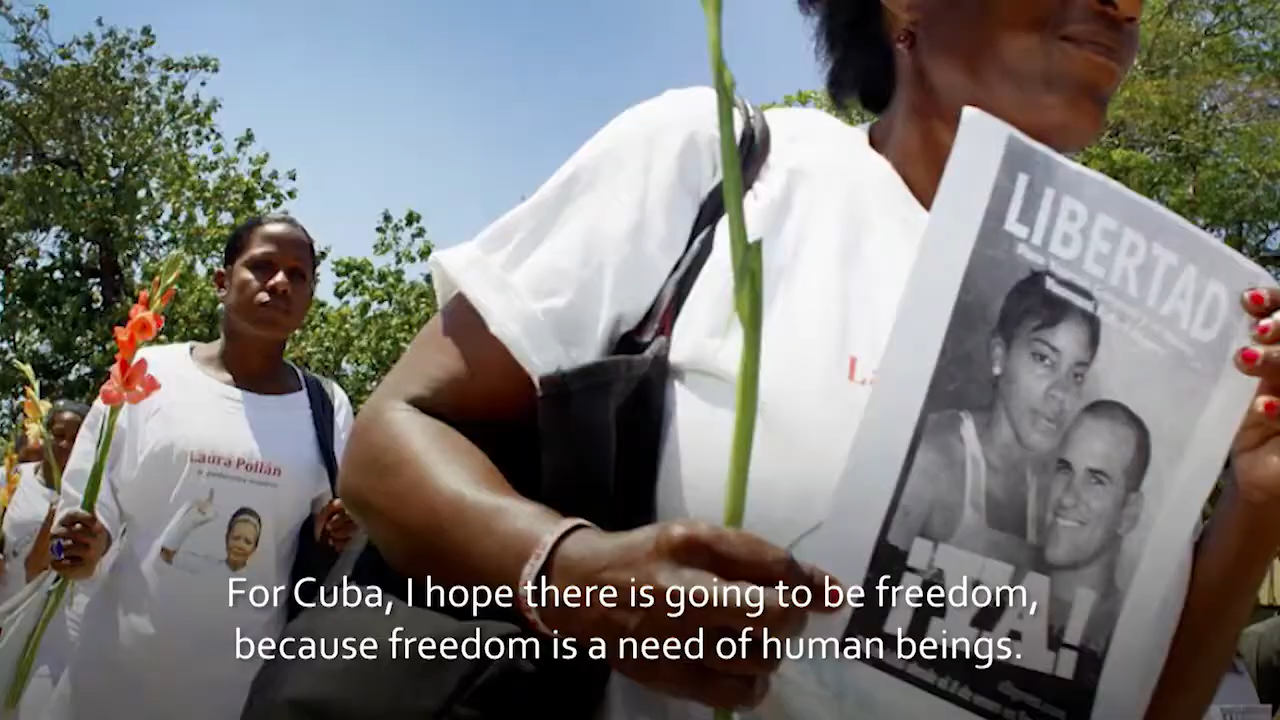 LIBERTAD
Laura Pollán
¡YA!
For Cuba, I hope there is going to be freedom,
because freedom is a need of human beings.